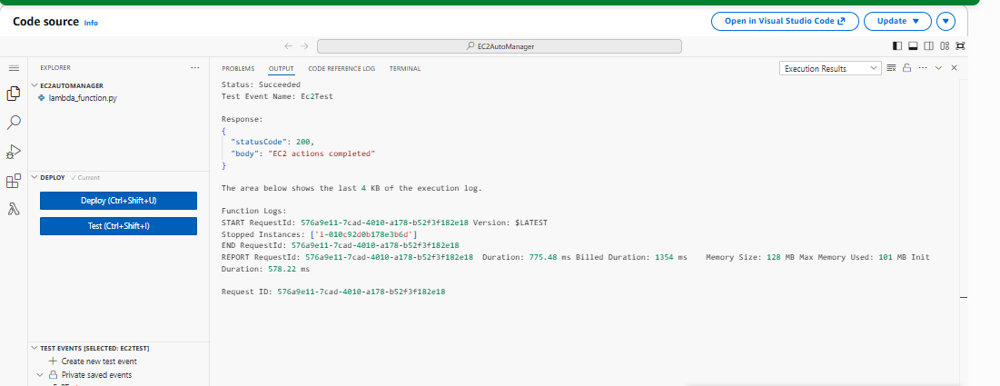 Code source Info
Open in Visual Studio Code
Update
EC2AutoManager
EXPLORER
EC2AUTOMANAGER
lambda_function.py
DEPLOY Current
Deploy (Ctrl+Shift+U)
Test (Ctrl+Shift+I)
TEST EVENTS [SELECTED: EC2TEST]
Create new test event
Private saved events
PROBLEMS OUTPUT CODE REFERENCE LOG TERMINAL
Execution Results
Status: Succeeded
Test Event Name: Ec2Test
Response:
{
"statusCode": 200,
"body": "EC2 actions completed"
}
The area below shows the last 4 KB of the execution log.
Function Logs:
START RequestId: 576a9e11-7cad-4010-a178-b52f3f182e18 Version: $LATEST
Stopped Instances: ['i-010c92d0b178e3b6d']
END RequestId: 576a9e11-7cad-4010-a178-b52f3f182e18
REPORT RequestId: 576a9e11-7cad-4010-a178-b52f3f182e18 Duration: 775.48 ms Billed Duration: 1354 ms Memory Size: 128 MB Max Memory Used: 101 MB Init
Duration: 578.22 ms
Request ID: 576a9e11-7cad-4010-a178-b52f3f182e18